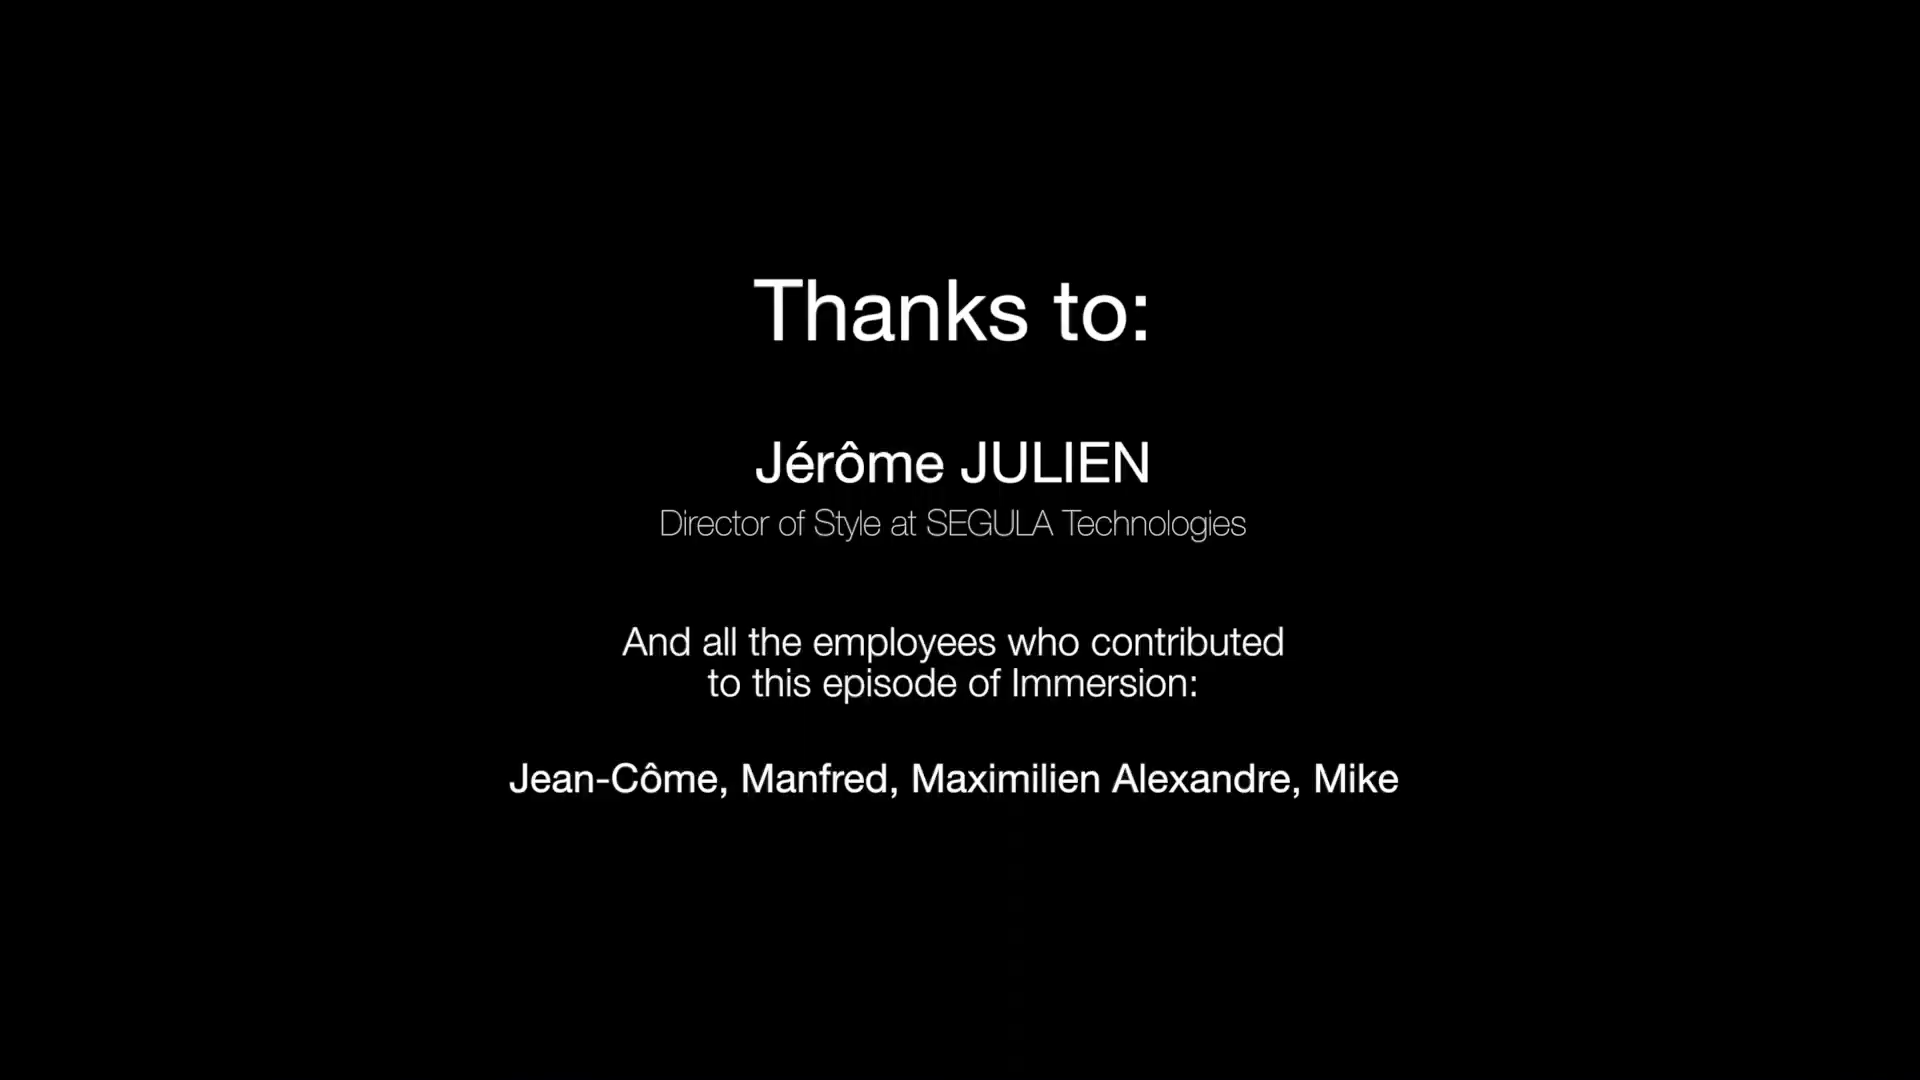 Thanks to:
Jérôme JULIEN
Director of Style at SEGULA Technologies
And all the employees who contributed
to this episode of Immersion:
Jean-Côme, Manfred, Maximilien Alexandre, Mike